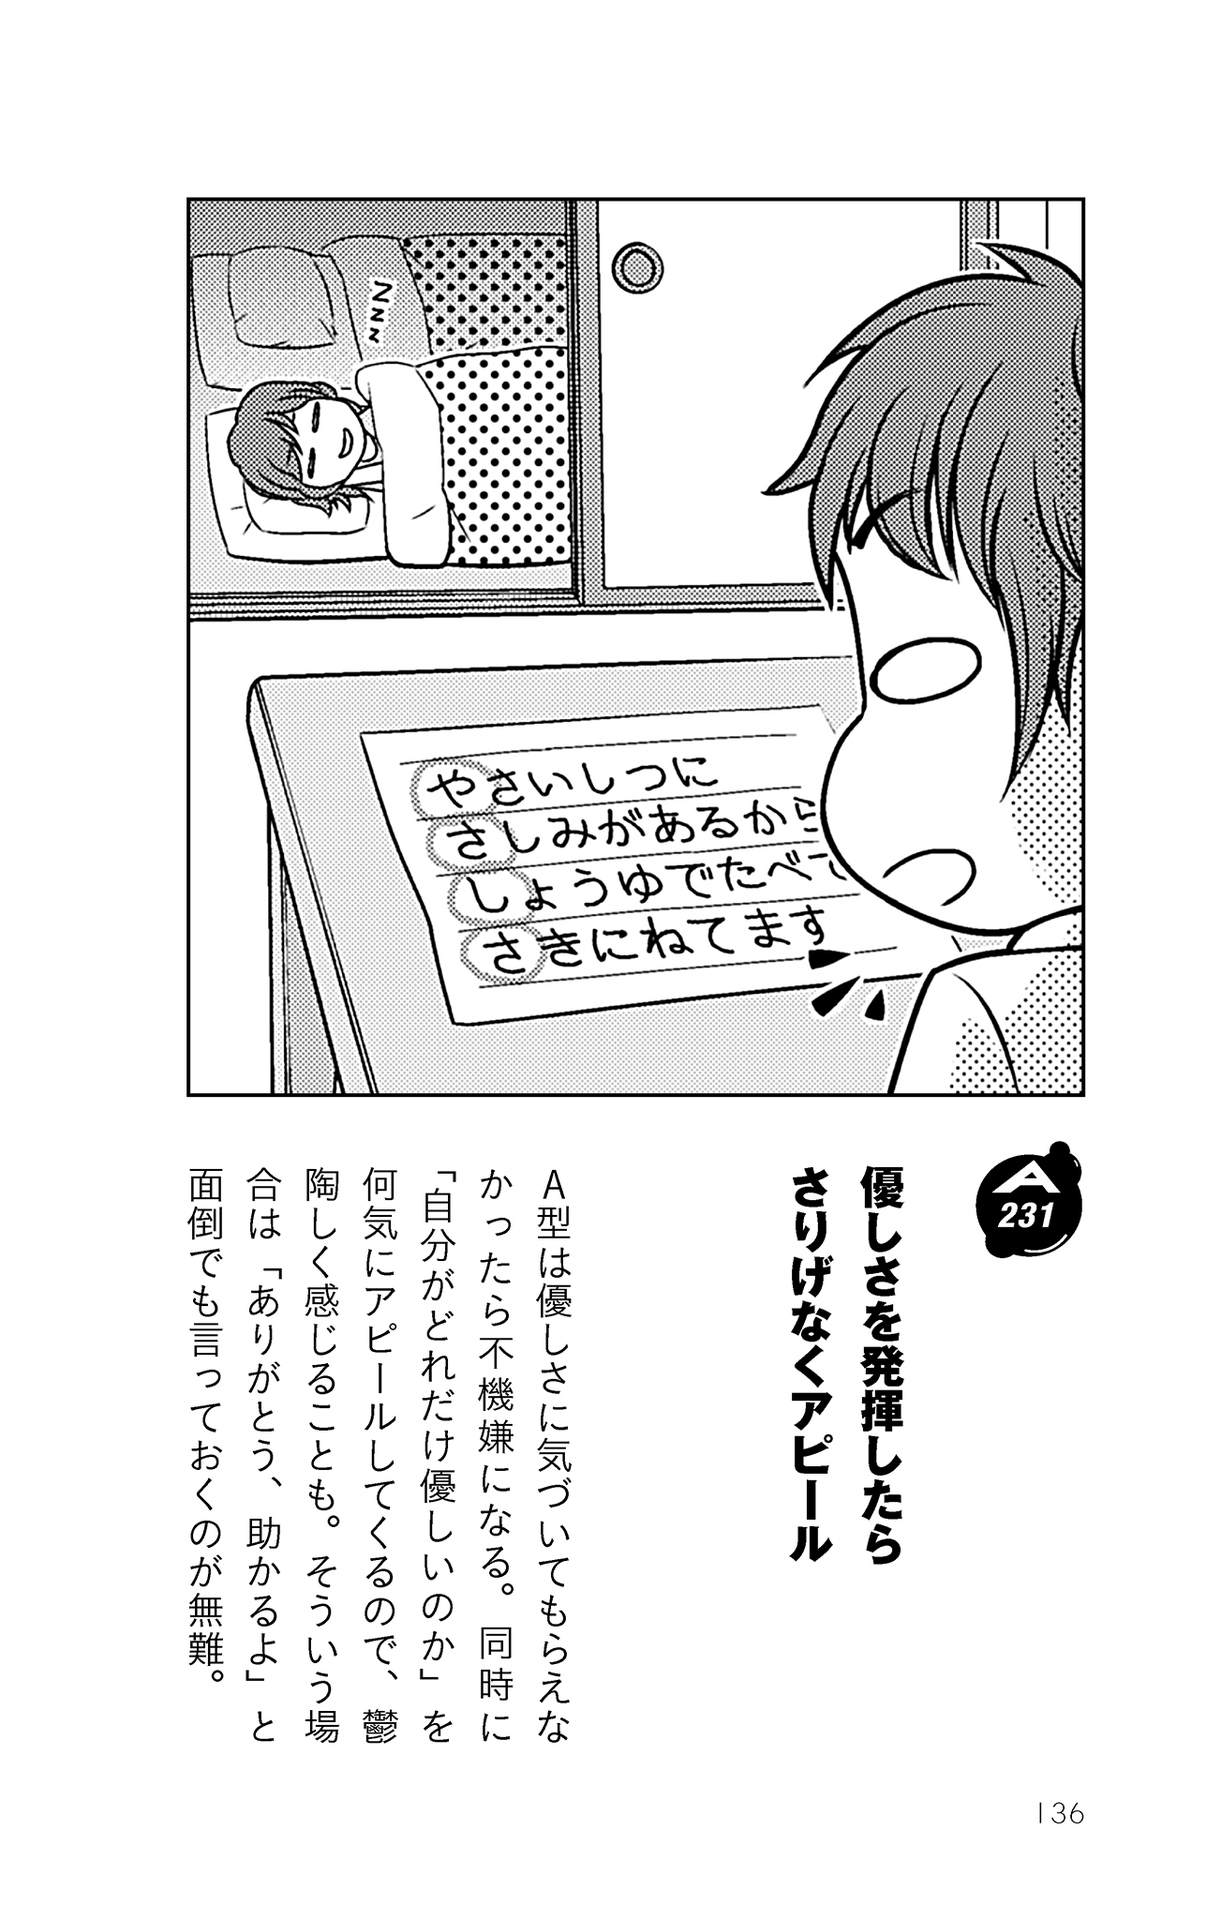 Nnn~
やさいしつに
さしみがあるから
しょうゆでたべて
さきにねてます
A
231
優しさを発揮したら
さりげなくアピール
A型は優しさに気づいてもらえな
かったら不機嫌になる。同時に
「自分がどれだけ優しいのか」を
何気にアピールしてくるので、鬱
陶しく感じることも。そういう場
合は「ありがとう、助かるよ」と
面倒でも言っておくのが無難。
136